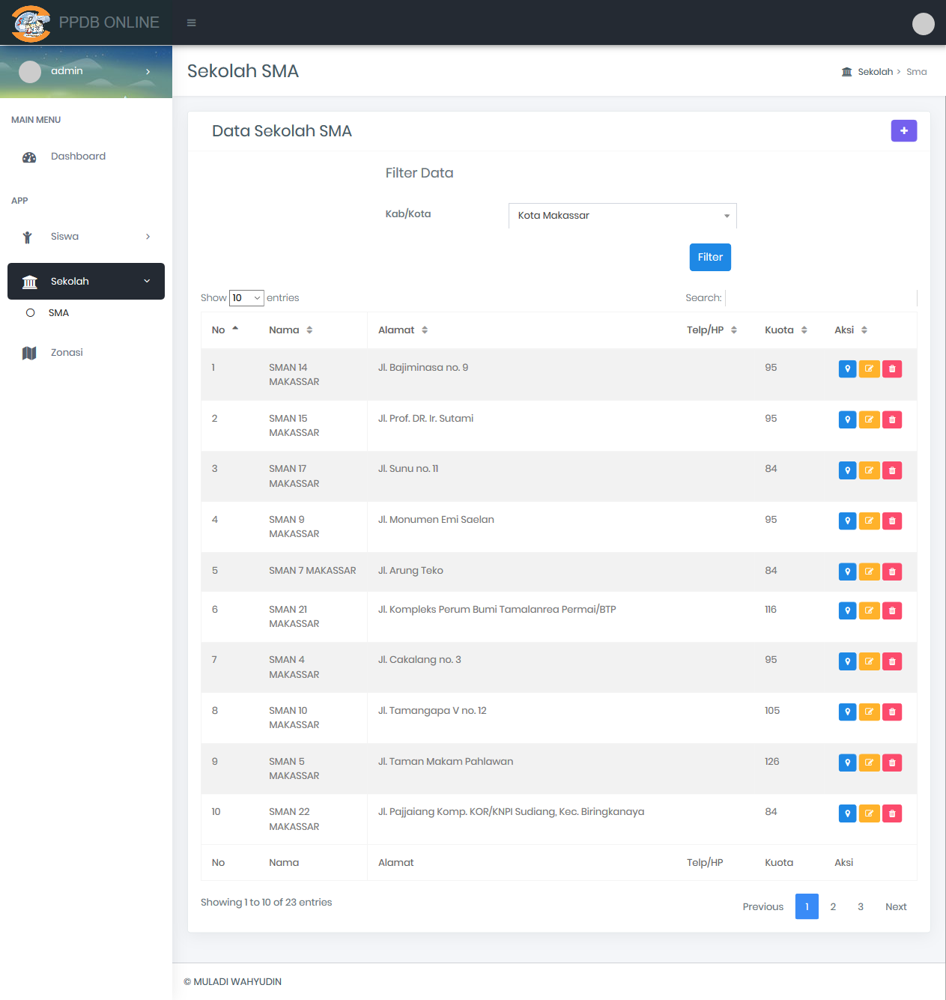 PPDB ONLINE
admin
Sekolah SMA
Sekolah > Sma
MAIN MENU
Dashboard
APP
Siswa
Sekolah
SMA
Zonasi
Data Sekolah SMA
+
Filter Data
Kab/Kota
Kota Makassar
Filter
Show 10 entries
Search:
No Nama Alamat Telp/HP Kuota Aksi
1 SMAN 14 Jl. Bajiminasa no. 9 95
MAKASSAR
2 SMAN 15 Jl. Prof. DR. Ir. Sutami 95
MAKASSAR
3 SMAN 17 Jl. Sunu no. 11 84
MAKASSAR
4 SMAN 9 Jl. Monumen Emi Saelan 95
MAKASSAR
5 SMAN 7 MAKASSAR Jl. Arung Teko 84
6 SMAN 21 Jl. Kompleks Perum Bumi Tamalanrea Permai/BTP 116
MAKASSAR
7 SMAN 4 Jl. Cakalang no. 3 95
MAKASSAR
8 SMAN 10 Jl. Tamangapa V no. 12 105
MAKASSAR
9 SMAN 5 Jl. Taman Makam Pahlawan 126
MAKASSAR
10 SMAN 22 Jl. Pajjaiang Komp. KOR/KNPI Sudiang, Kec. Biringkanaya 84
MAKASSAR
No Nama Alamat Telp/HP Kuota Aksi
Showing 1 to 10 of 23 entries
Previous 1 2 3 Next
© MULADI WAHYUDIN